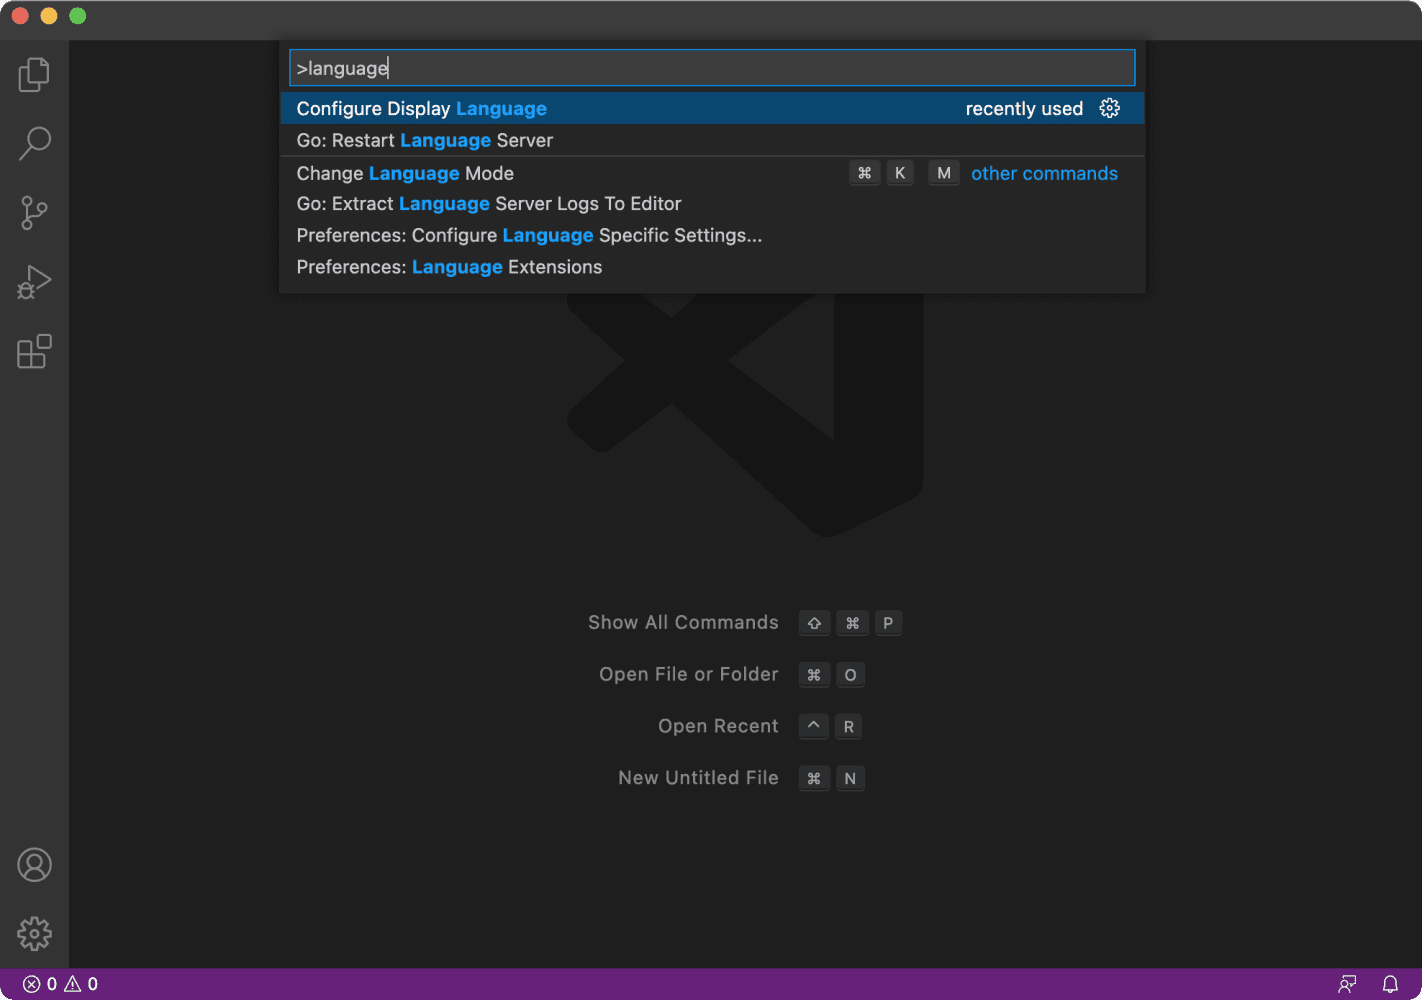 >language
Configure Display Language recently used
Go: Restart Language Server
Change Language Mode ⌘ K M other commands
Go: Extract Language Server Logs To Editor
Preferences: Configure Language Specific Settings...
Preferences: Language Extensions
Show All Commands ⇧ ⌘ P
Open File or Folder ⌘ O
Open Recent ^ R
New Untitled File ⌘ N
0 0